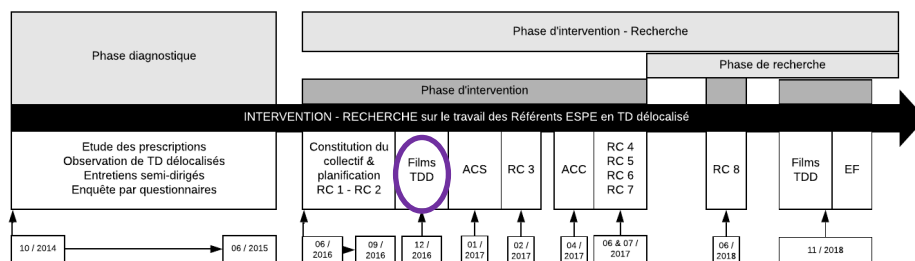 Phase diagnostique
Phase d'intervention - Recherche
Phase de recherche
Phase d'intervention
INTERVENTION - RECHERCHE sur le travail des Référents ESPE en TD délocalisé
Etude des prescriptions
Observation de TD délocalisés
Entretiens semi-dirigés
Enquête par questionnaires
Constitution du
collectif &
planification
RC 1 - RC 2
Films
TDD
ACS
RC 3
ACC
RC 4
RC 5
RC 6
RC 7
RC 8
Films
TDD
EF
10 / 2014
06 / 2015
06 /
2016
09 /
2016
12 /
2016
01 /
2017
02 /
2017
04 /
2017
06 & 07 /
2017
06 /
2018
11 / 2018